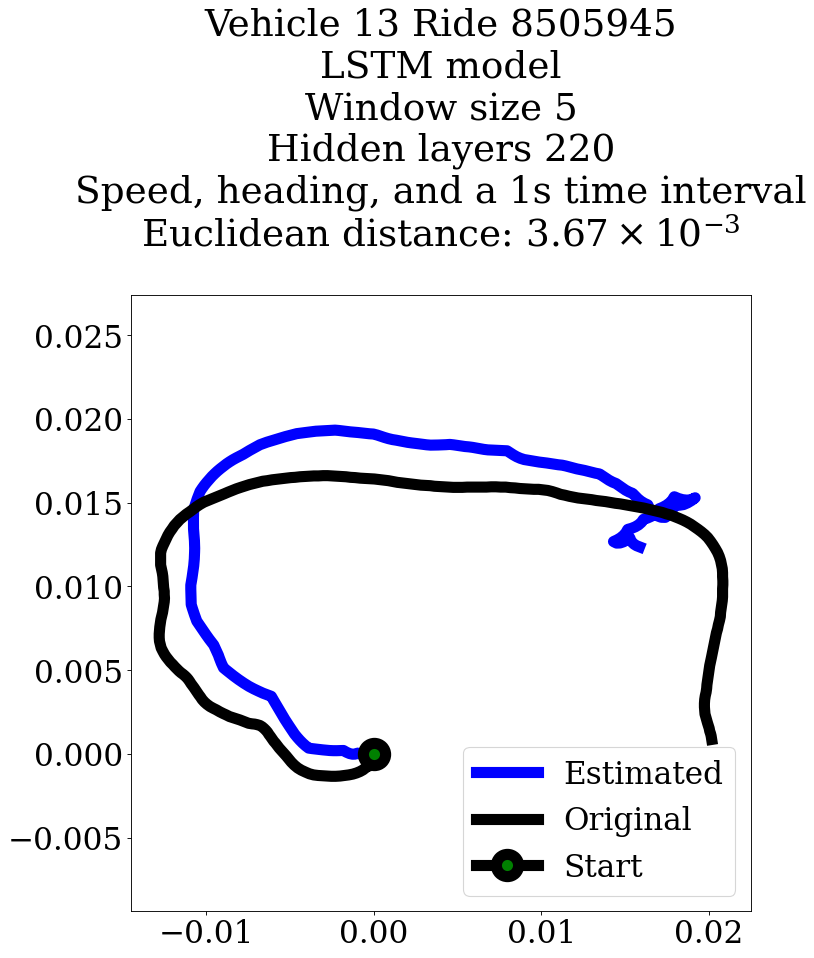 Vehicle 13 Ride 8505945
LSTM model
Window size 5
Hidden layers 220
Speed, heading, and a 1s time interval
Euclidean distance: 3.67 × 10⁻³
0.025
0.020
0.015
0.010
0.005
0.000
−0.005
−0.01 0.00 0.01 0.02
Estimated
Original
Start